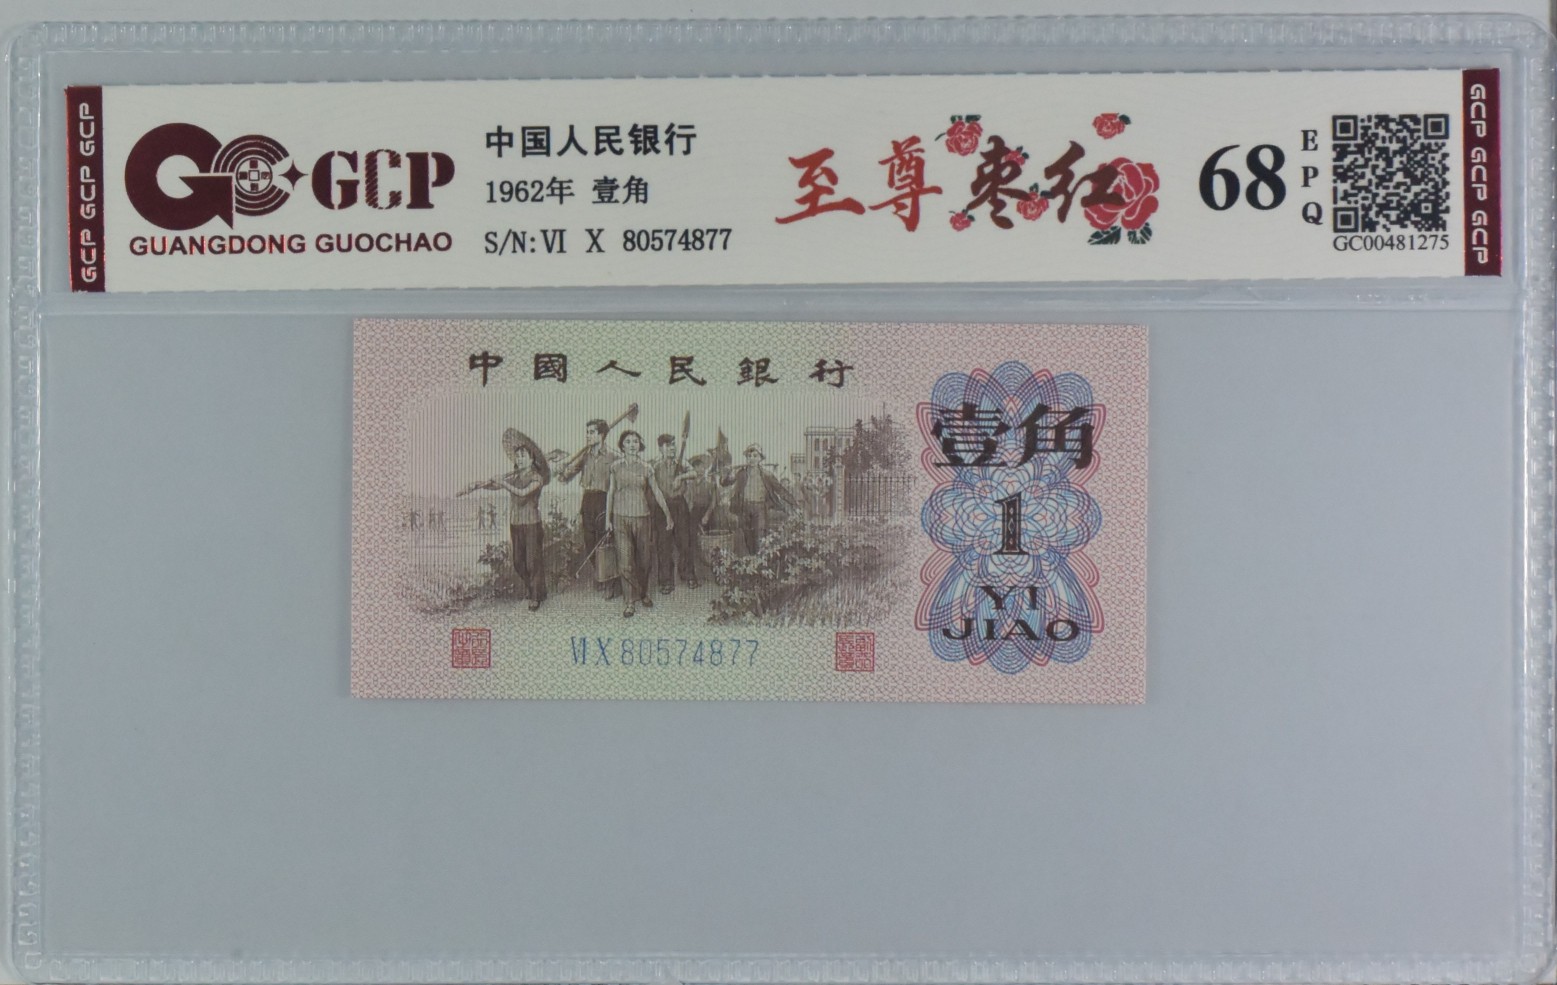 GCP GCP GCP
GCP
GUANGDONG GUOCHAO
中国人民银行
1962年 壹角
S/N:VI X 80574877
至尊枣红
68
EPQ
GC00481275
GCP GCP GCP
中國人民銀行
壹角
1
YI
JIAO
VI X 80574877